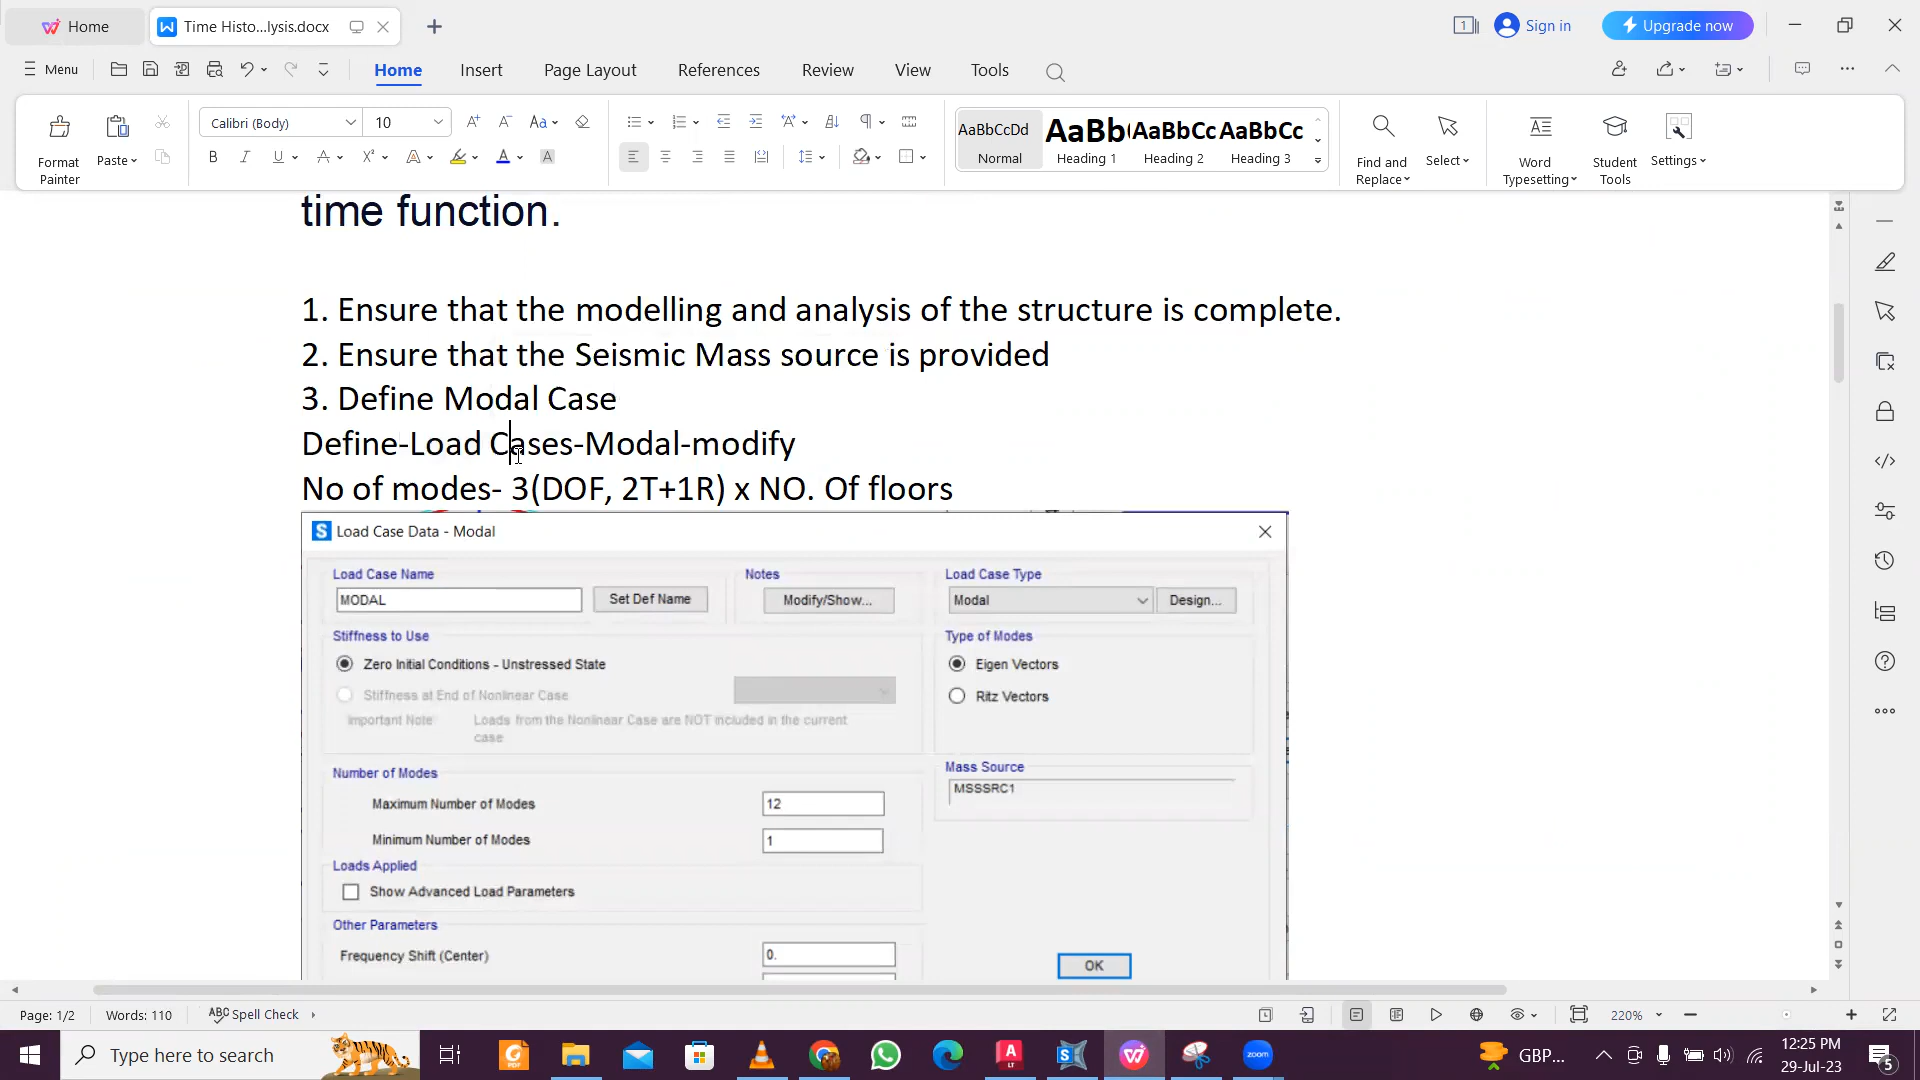 Home
Time Histo...lysis.docx
1
Sign in
Upgrade now
Menu
Home
Insert
Page Layout
References
Review
View
Tools
Format Painter
Paste
Calibri (Body)
10
AaBbCcDd
Normal
AaBb(
Heading 1
AaBbCc
Heading 2
AaBbCc
Heading 3
Find and Replace
Select
Word Typesetting
Student Tools
Settings
time function.
1. Ensure that the modelling and analysis of the structure is complete.
2. Ensure that the Seismic Mass source is provided
3. Define Modal Case
Define-Load Cases-Modal-modify
No of modes- 3(DOF, 2T+1R) x NO. Of floors
Load Case Data - Modal
Load Case Name
Notes
Load Case Type
MODAL
Set Def Name
Modify/Show...
Modal
Design...
Stiffness to Use
Type of Modes
Zero Initial Conditions - Unstressed State
Eigen Vectors
Stiffness at End of Nonlinear Case
Ritz Vectors
Important Note
Loads from the Nonlinear Case are NOT included in the current
case
Number of Modes
Mass Source
MSSSRC1
Maximum Number of Modes
12
Minimum Number of Modes
1
Loads Applied
Show Advanced Load Parameters
Other Parameters
Frequency Shift (Center)
0.
OK
Page: 1/2
Words: 110
ABC Spell Check
220%
Type here to search
GBP...
12:25 PM
29-Jul-23
5